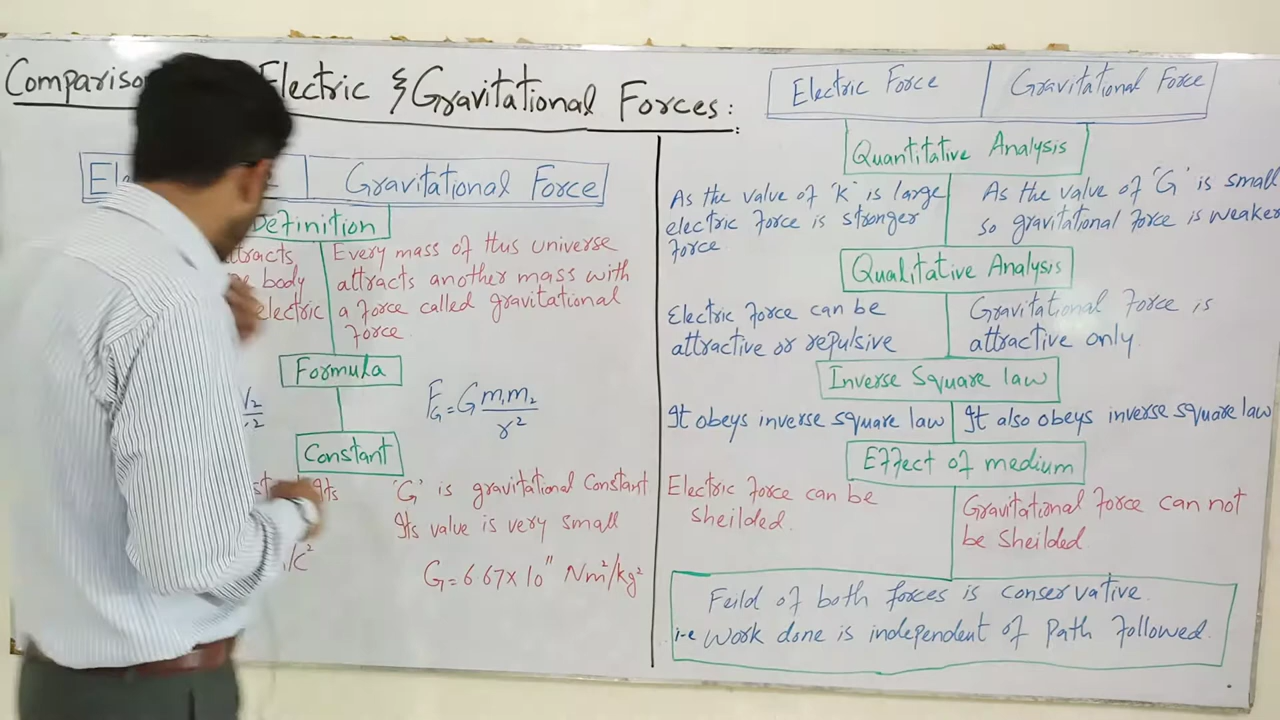 Comparison Electric & Gravitational Forces:
Gravitational Force
Definition
Every mass of thus universe
attracts another mass with
body
electric
a force called gravitational
force.
Formula
F_G = G m₁m₂/r²
Constant
Its
'G' is gravitational Constant
Its value is very small
G = 6.67×10¹¹ Nm²/kg²
Electric Force | Gravitational Force
Quantitative Analysis
As the value of 'K' is large
electric force is stronger
force.
As the value of 'G' is small
so gravitational force is weaker
Qualitative Analysis
Electric force can be
attractive or repulsive
Gravitational force is
attractive only.
Inverse Square law
It obeys inverse square law
It also obeys inverse square law
Effect of medium
Electric force can be
sheilded.
Gravitational force can not
be sheilded.
Feild of both forces is conservative.
i-e work done is independent of Path followed.